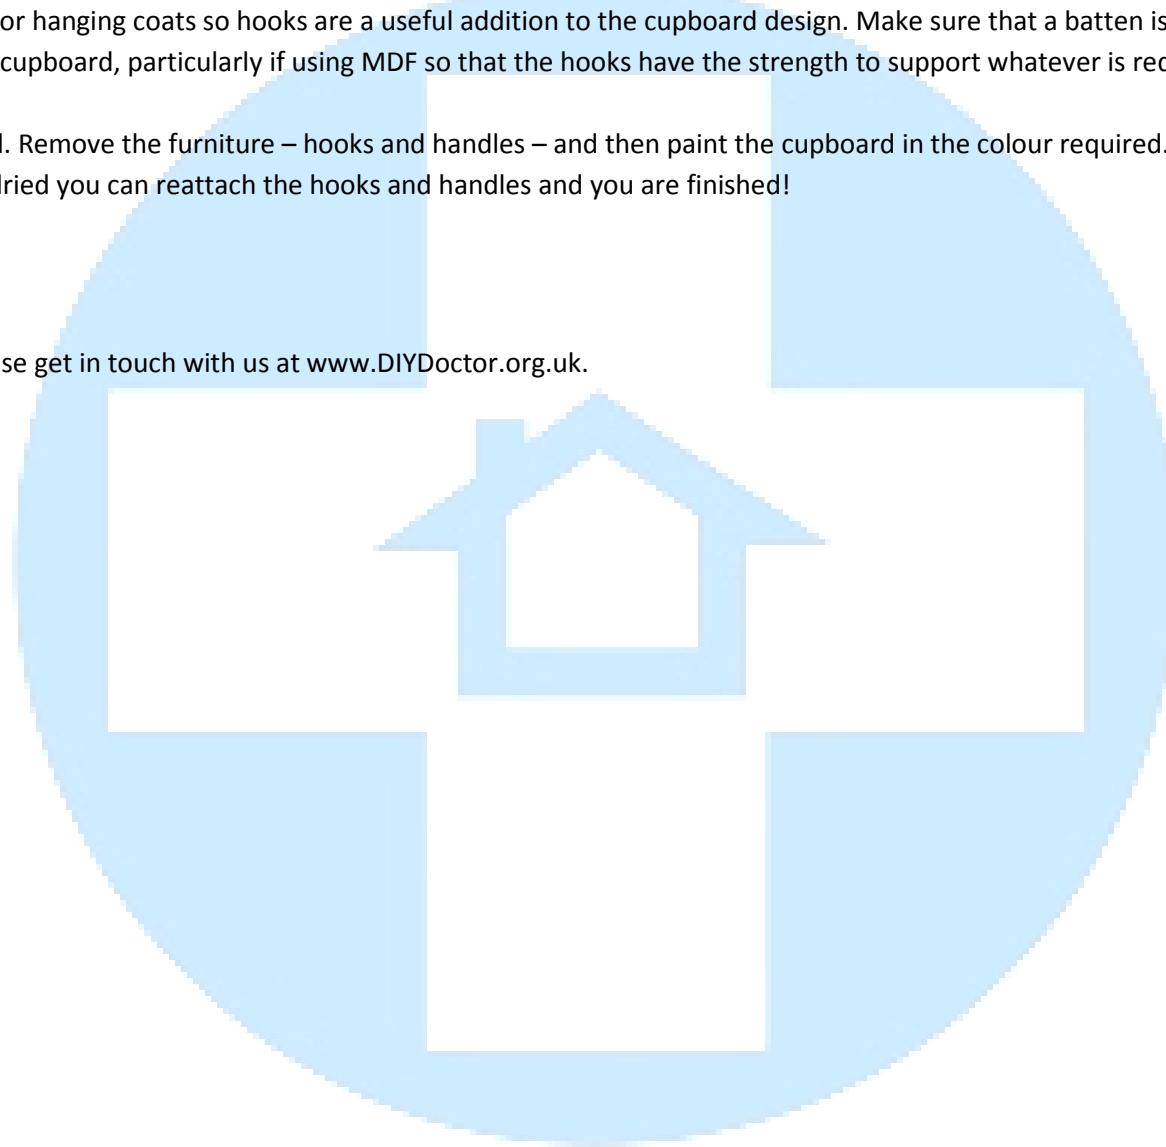 or hanging coats so hooks are a useful addition to the cupboard design. Make sure that a batten is
cupboard, particularly if using MDF so that the hooks have the strength to support whatever is
. Remove the furniture – hooks and handles – and then paint the cupboard in the colour required.
dried you can reattach the hooks and handles and you are finished!
get in touch with us at www.DIYDoctor.org.uk.